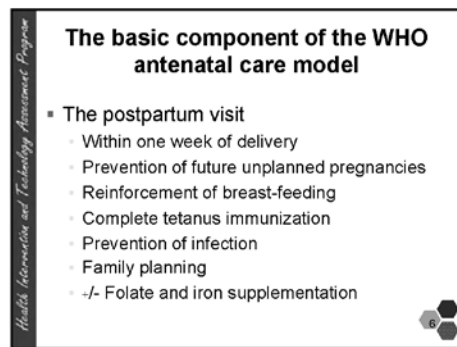 Health Intervention and Technology Assessment Program
The basic component of the WHO
antenatal care model
▪ The postpartum visit
• Within one week of delivery
• Prevention of future unplanned pregnancies
• Reinforcement of breast-feeding
• Complete tetanus immunization
• Prevention of infection
• Family planning
• +/- Folate and iron supplementation
6